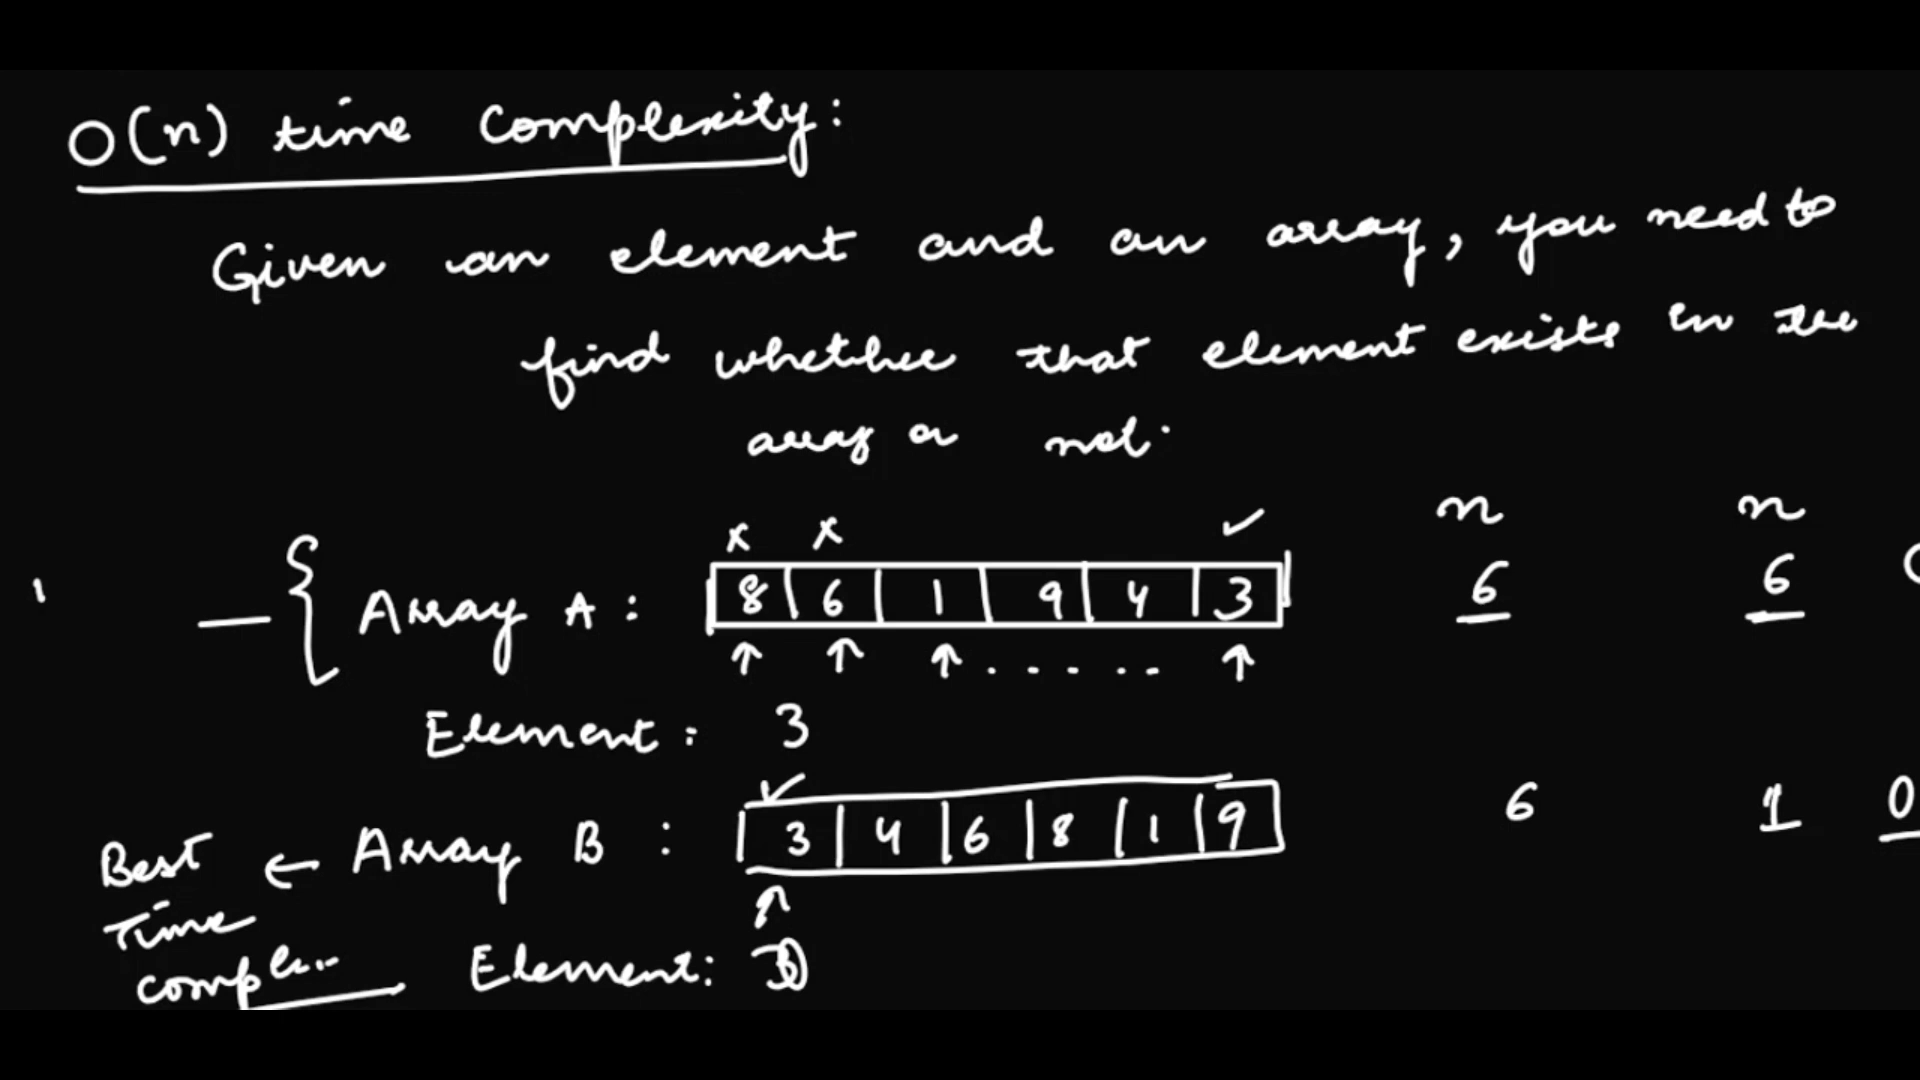 O(n) time complexity:
Given an element and an array, you need to
find whether that element exists in the
array or not.
n n
Array A : 8 6 1 9 4 3 6 6
Element : 3
Array B : 3 4 6 8 1 9 6 1 0
Best
Time
Element: